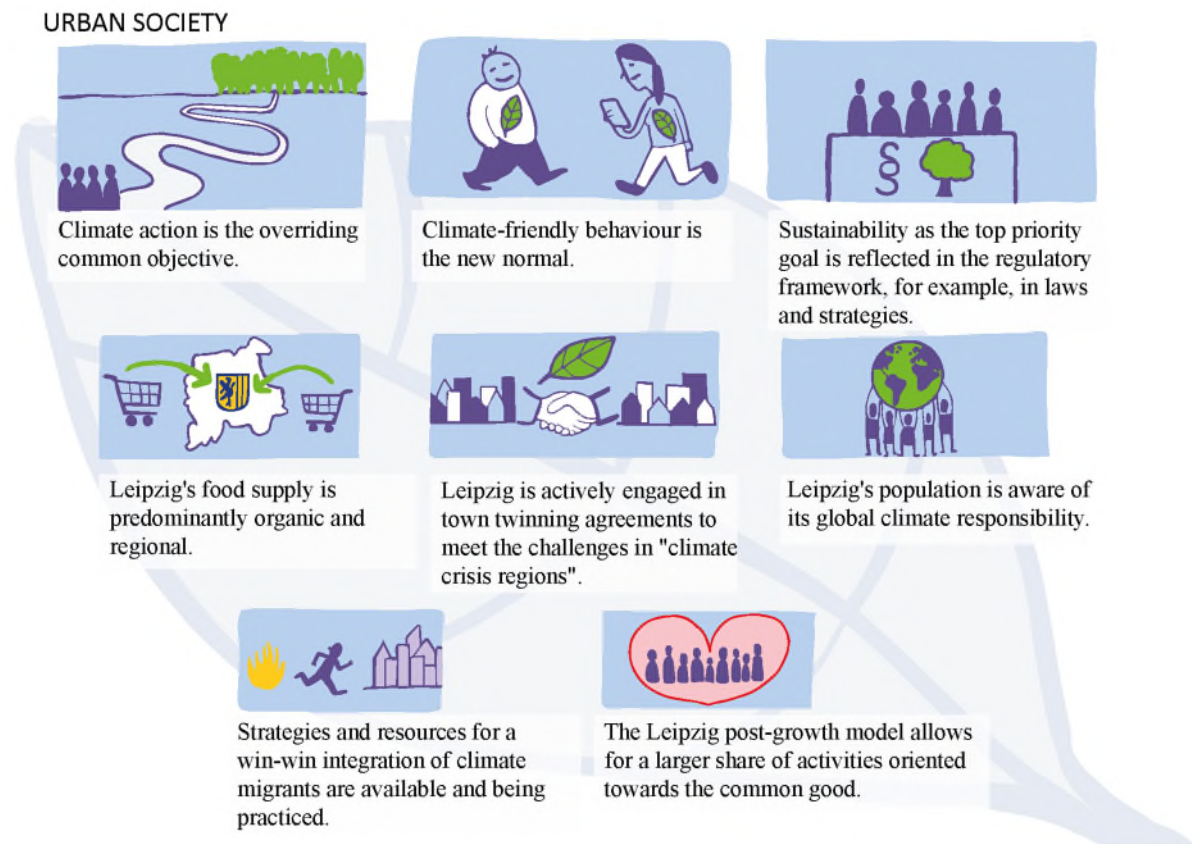 URBAN SOCIETY
Climate action is the overriding
common objective.
Climate-friendly behaviour is
the new normal.
Sustainability as the top priority
goal is reflected in the regulatory
framework, for example, in laws
and strategies.
§
Leipzig's food supply is
predominantly organic and
regional.
Leipzig is actively engaged in
town twinning agreements to
meet the challenges in "climate
crisis regions".
Leipzig's population is aware of
its global climate responsibility.
Strategies and resources for a
win-win integration of climate
migrants are available and being
practiced.
The Leipzig post-growth model allows
for a larger share of activities oriented
towards the common good.